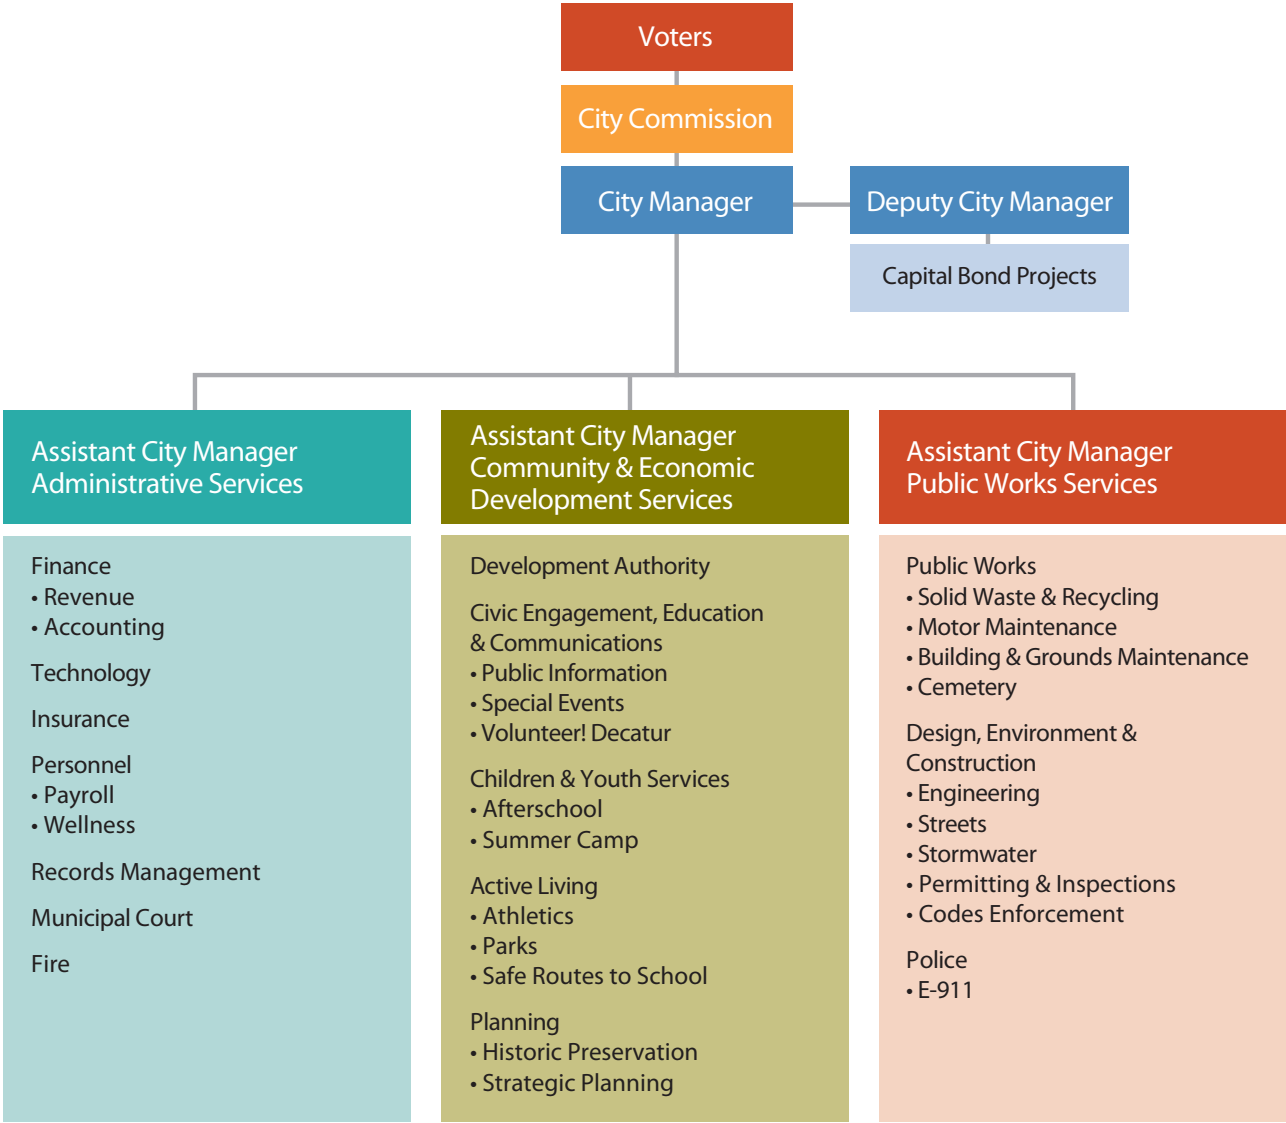 Voters
City Commission
City Manager
Deputy City Manager
Capital Bond Projects
Assistant City Manager
Administrative Services
Finance
• Revenue
• Accounting
Technology
Insurance
Personnel
• Payroll
• Wellness
Records Management
Municipal Court
Fire
Assistant City Manager
Community & Economic
Development Services
Development Authority
Civic Engagement, Education
& Communications
• Public Information
• Special Events
• Volunteer! Decatur
Children & Youth Services
• Afterschool
• Summer Camp
Active Living
• Athletics
• Parks
• Safe Routes to School
Planning
• Historic Preservation
• Strategic Planning
Assistant City Manager
Public Works Services
Public Works
• Solid Waste & Recycling
• Motor Maintenance
• Building & Grounds Maintenance
• Cemetery
Design, Environment &
Construction
• Engineering
• Streets
• Stormwater
• Permitting & Inspections
• Codes Enforcement
Police
• E-911